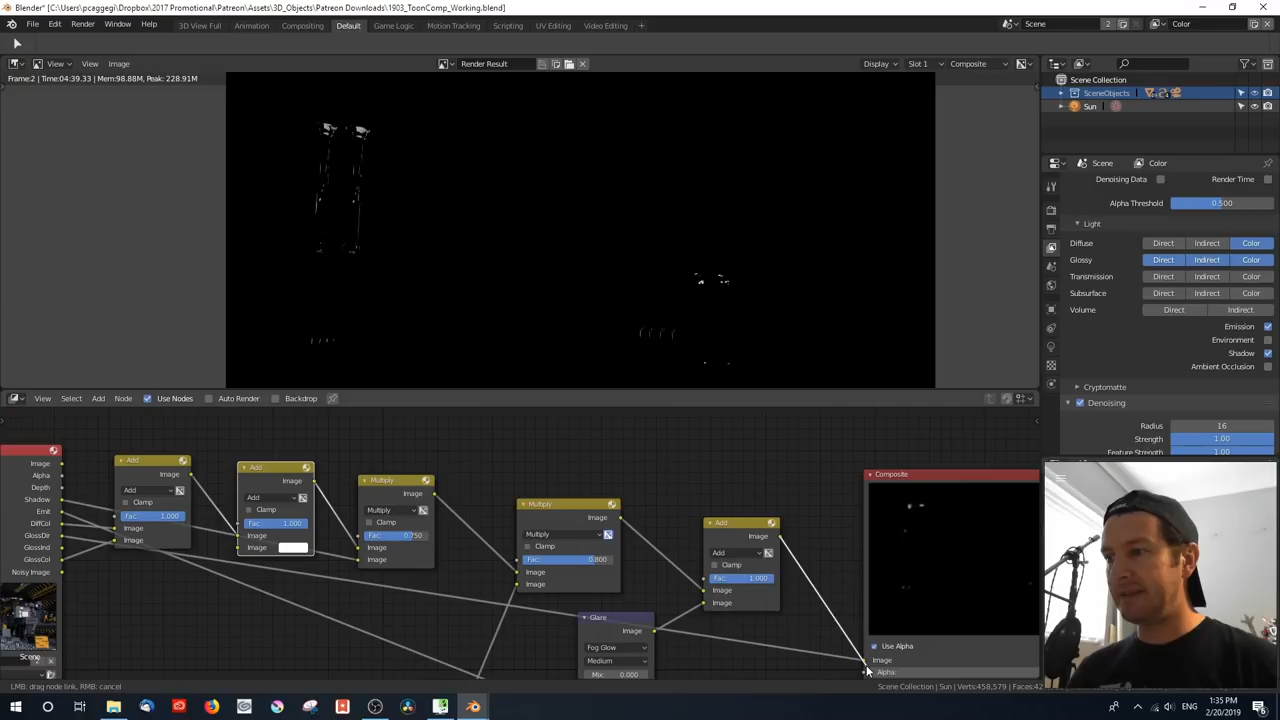 Blender* [C:\Users\pcaggegi\Dropbox\2017 Promotional\Patreon\Assets\3D_Objects\Patreon Downloads\1903_ToonComp_Working.blend]
File Edit Render Window Help 3D View Full Animation Compositing Default Game Logic Motion Tracking Scripting UV Editing Video Editing + Scene 2 Color
View View Image Render Result Display Slot 1 Composite
Frame:2 | Time:04:39.33 | Mem:98.88M, Peak: 228.91M
Scene Collection
SceneObjects
Sun
Scene Color
Denoising Data Render Time
Alpha Threshold 0.500
Light
Diffuse Direct Indirect Color
Glossy Direct Indirect Color
Transmission Direct Indirect Color
Subsurface Direct Indirect Color
Volume Direct Indirect
Emission
Environment
Shadow
Ambient Occlusion
Cryptomatte
Denoising
Radius 16
Strength 1.00
Feature Strength 1.00
View Select Add Node Use Nodes Auto Render Backdrop
Image
Alpha
Depth
Shadow
Emit
DiffCol
GlossDir
GlossInd
GlossCol
Noisy Image
Scene
2
Add
Image
Add
Clamp
Fac: 1.000
Image
Image
Add
Image
Add
Clamp
Fac: 1.000
Image
Image
Multiply
Image
Multiply
Clamp
Fac: 0.750
Image
Image
Multiply
Image
Multiply
Clamp
Fac: 0.800
Image
Image
Glare
Image
Fog Glow
Medium
Mix: 0.000
Add
Image
Add
Clamp
Fac: 1.000
Image
Image
Composite
Use Alpha
Image
Alpha:
LMB: drag node link, RMB: cancel
Scene Collection | Sun | Verts:458,579 | Faces:42
1:35 PM
2/20/2019